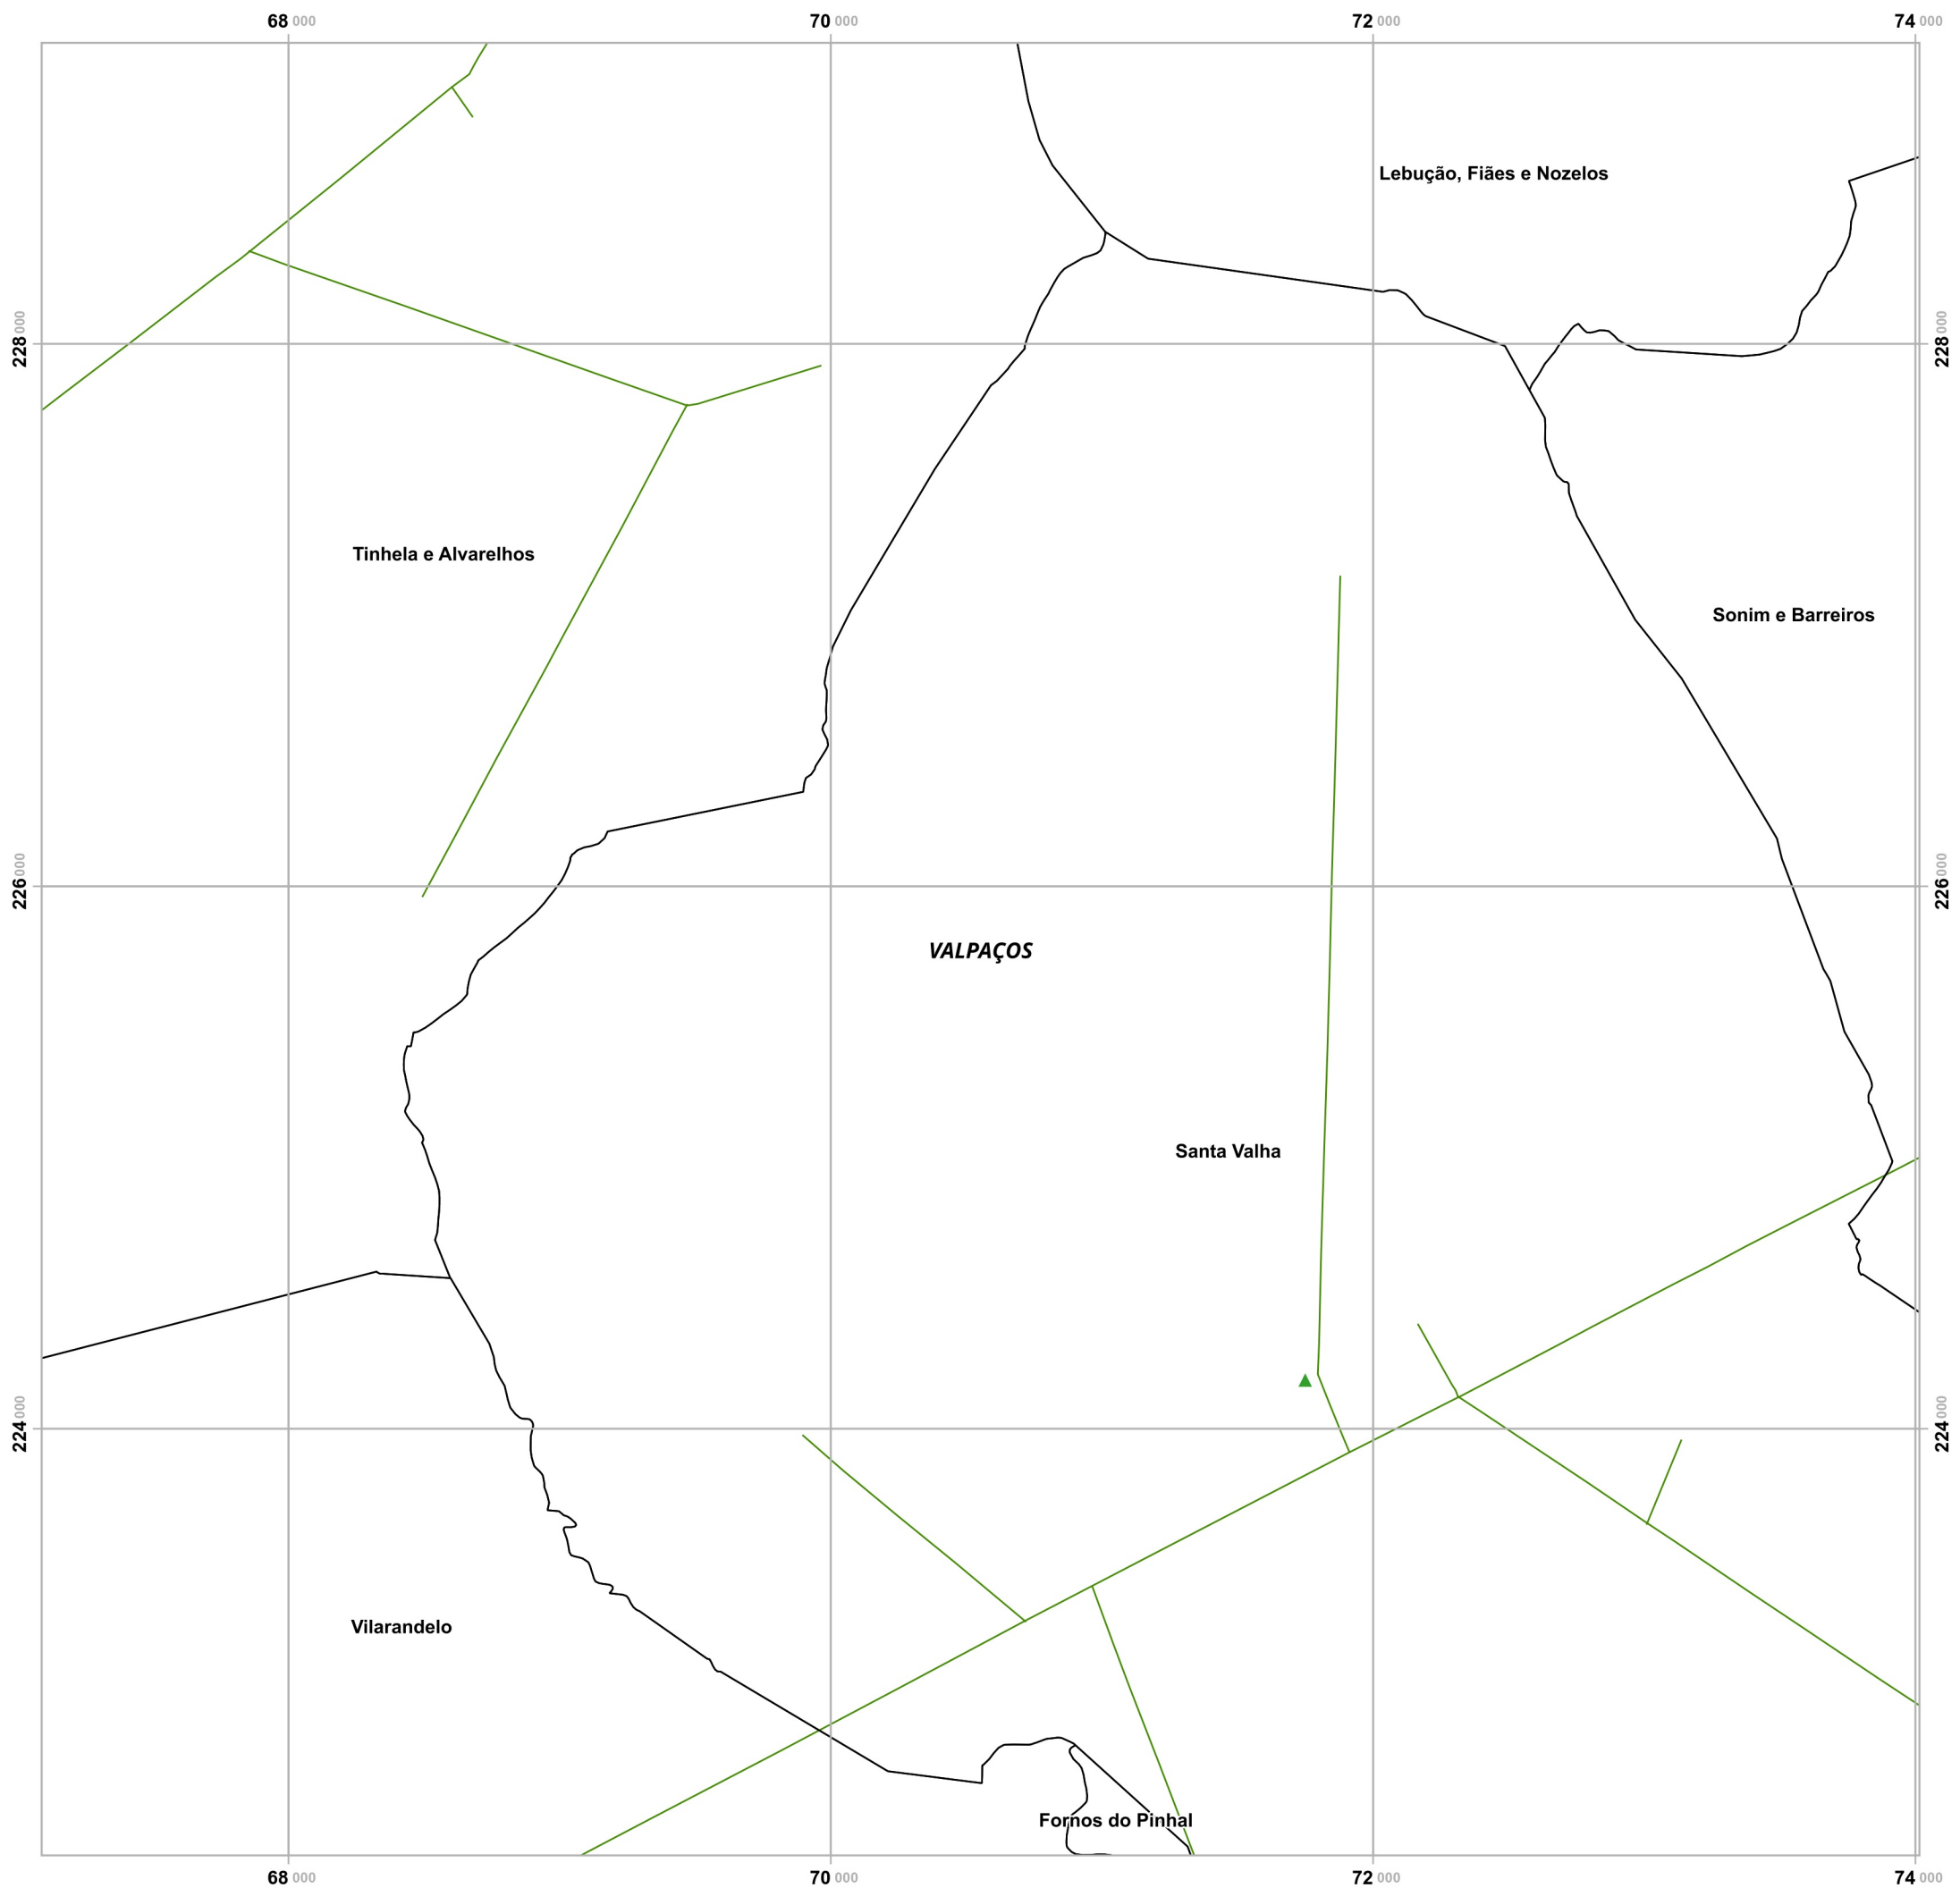 68 000 70 000 72 000 74 000
Lebução, Fiães e Nozelos
228 000 228 000
Tinhela e Alvarelhos
Sonim e Barreiros
226 000 226 000
VALPAÇOS
Santa Valha
224 000 224 000
Vilarandelo
Fornos do Pinhal
68 000 70 000 72 000 74 000